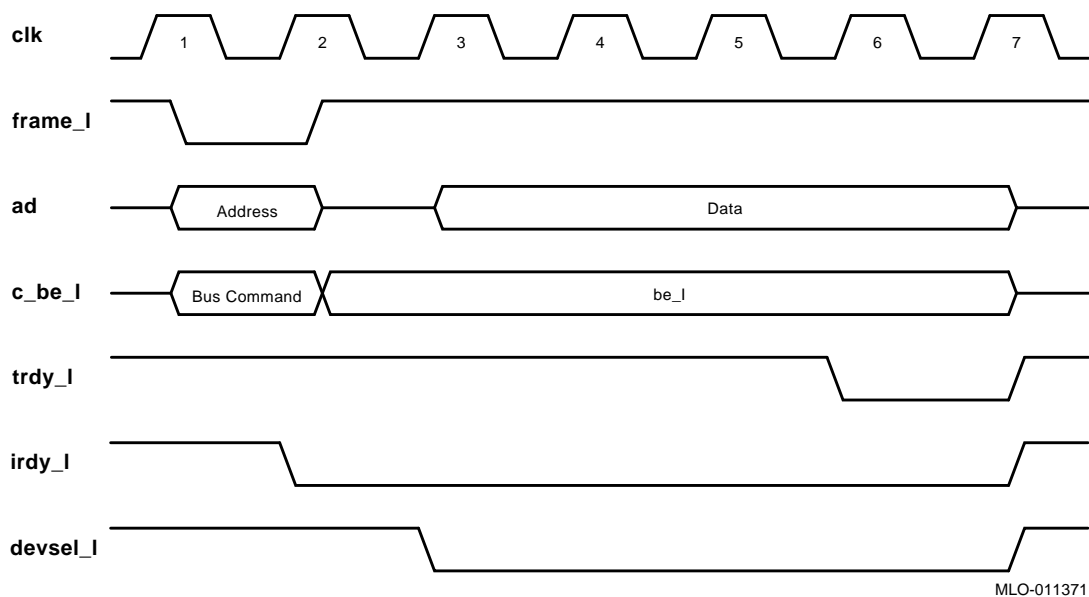 clk 1 2 3 4 5 6 7
frame_l
ad Address Data
c_be_l Bus Command be_l
trdy_l
irdy_l
devsel_l
MLO-011371